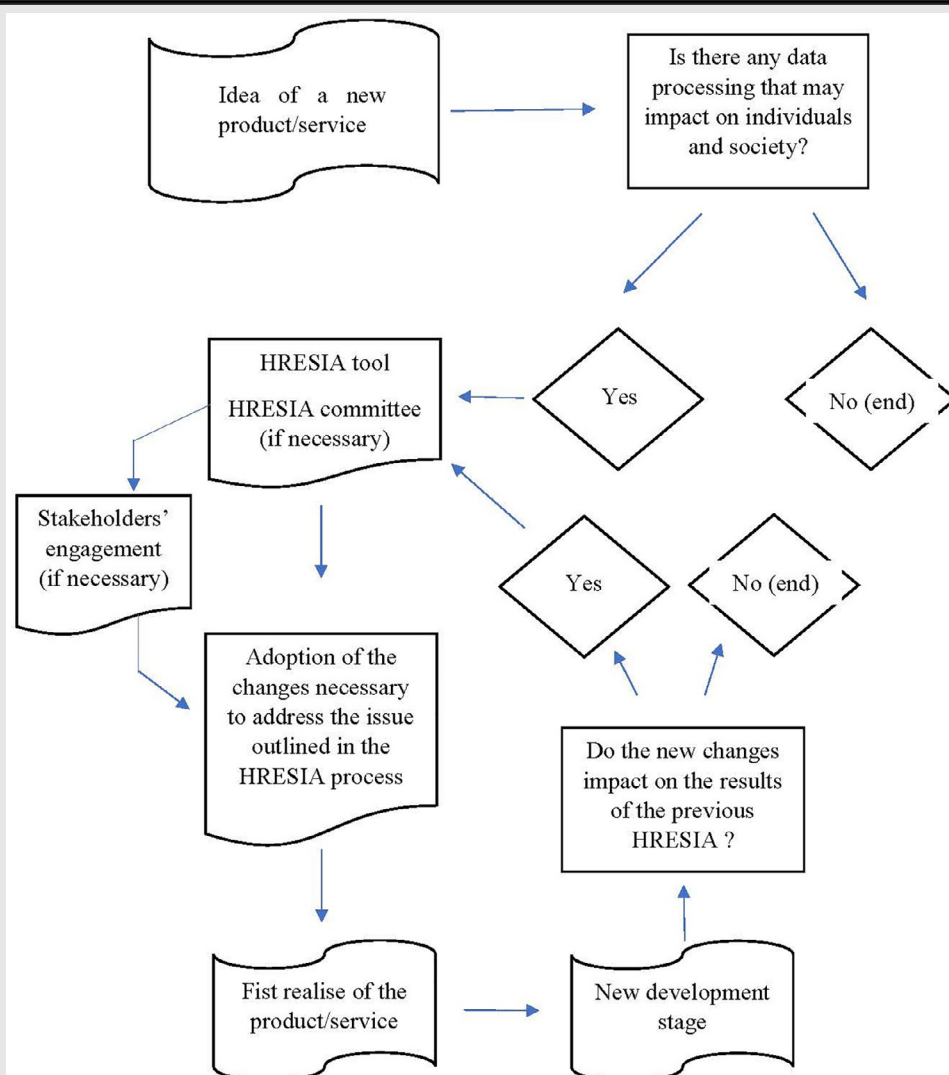 Idea of a new
product/service
Is there any data
processing that may
impact on individuals
and society?
Yes
No (end)
HRESIA tool
HRESIA committee
(if necessary)
Stakeholders’
engagement
(if necessary)
Yes
No (end)
Adoption of the
changes necessary
to address the issue
outlined in the
HRESIA process
Do the new changes
impact on the results
of the previous
HRESIA ?
Fist realise of the
product/service
New development
stage